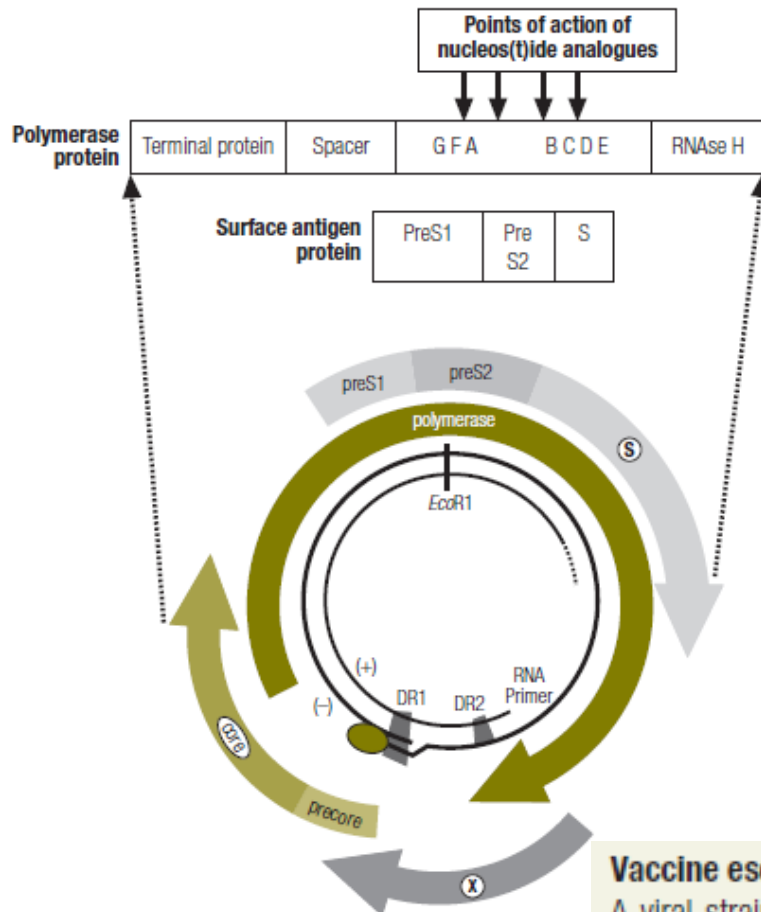 Points of action of
nucleos(t)ide analogues
Polymerase
protein
Terminal protein
Spacer
G F A
B C D E
RNAse H
Surface antigen
protein
PreS1
Pre
S2
S
preS1
preS2
polymerase
S
EcoR1
(+)
(–)
DR1
DR2
RNA
Primer
core
precore
X
Vaccine
A viral